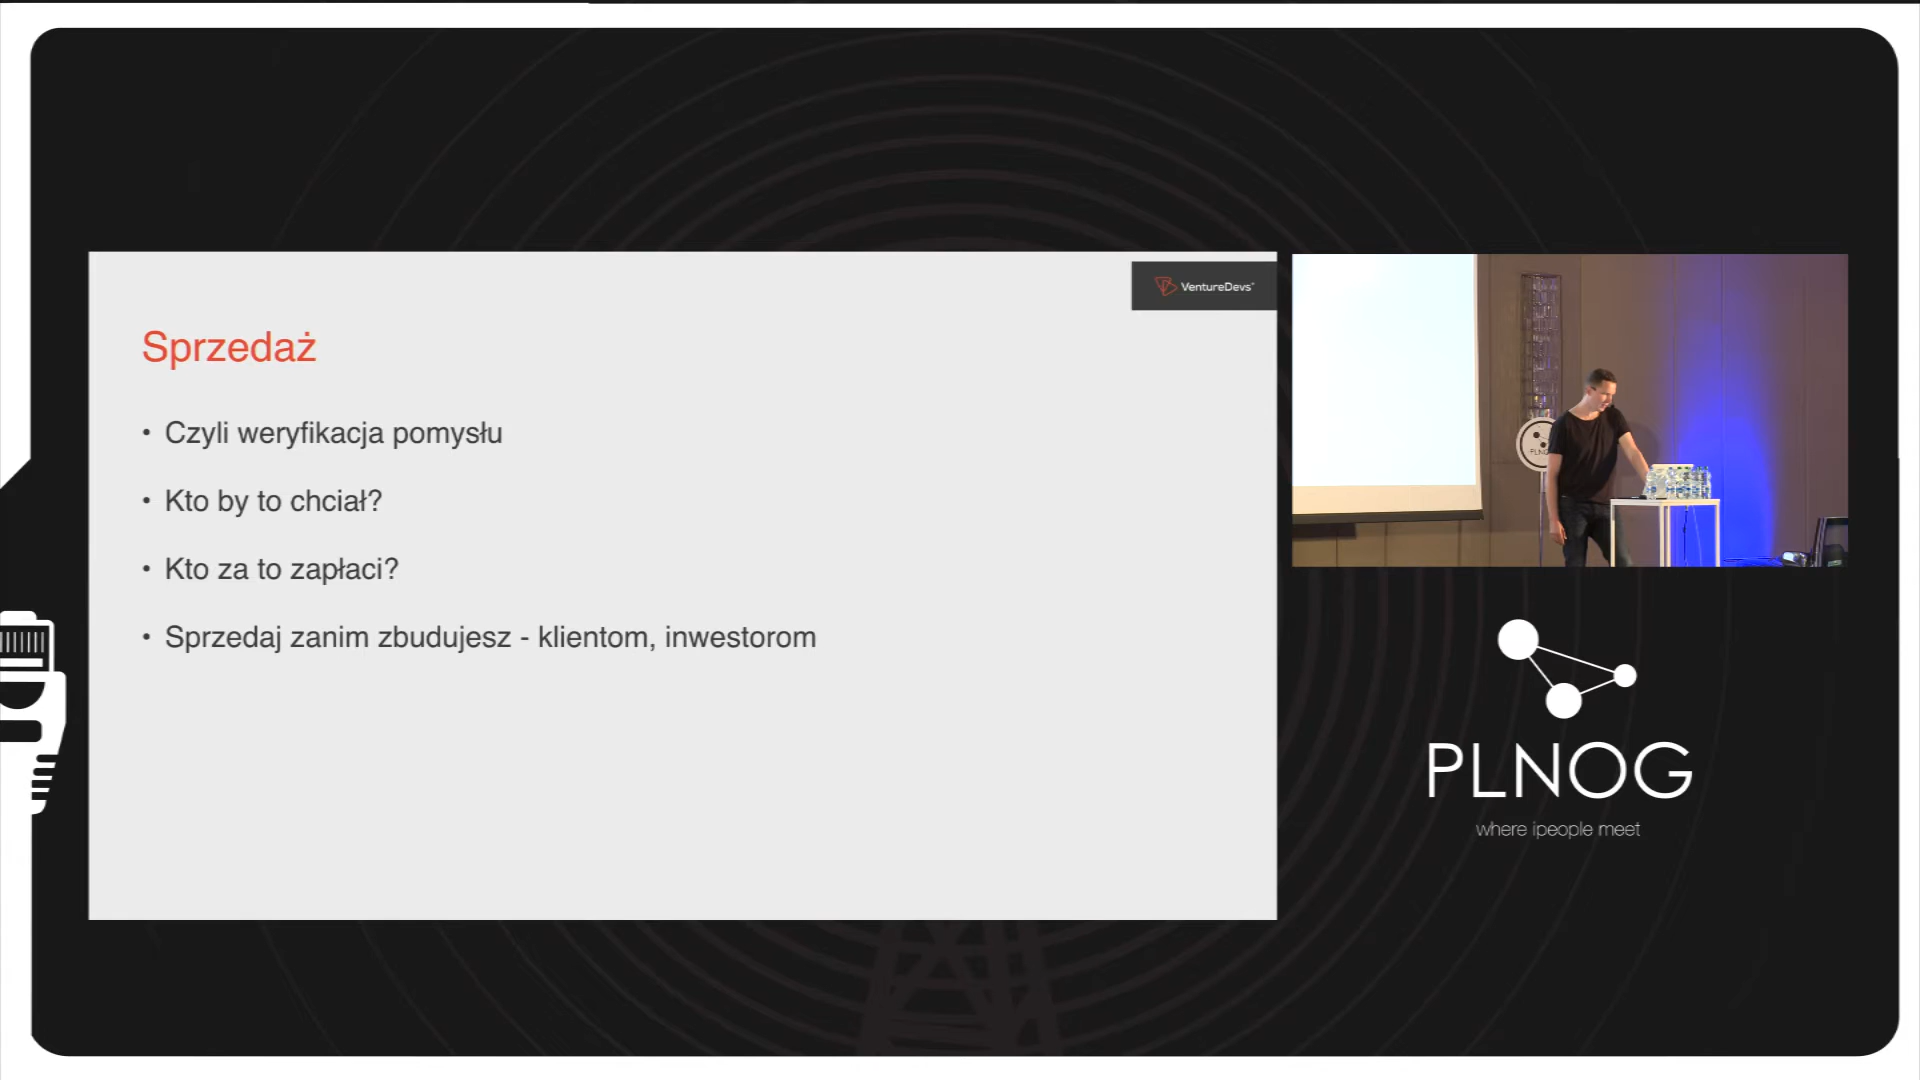 VentureDevs
Sprzedaż
• Czyli weryfikacja pomysłu
• Kto by to chciał?
• Kto za to zapłaci?
• Sprzedaj zanim zbudujesz - klientom, inwestorom
PLNOG
PLNOG
where ipeople meet